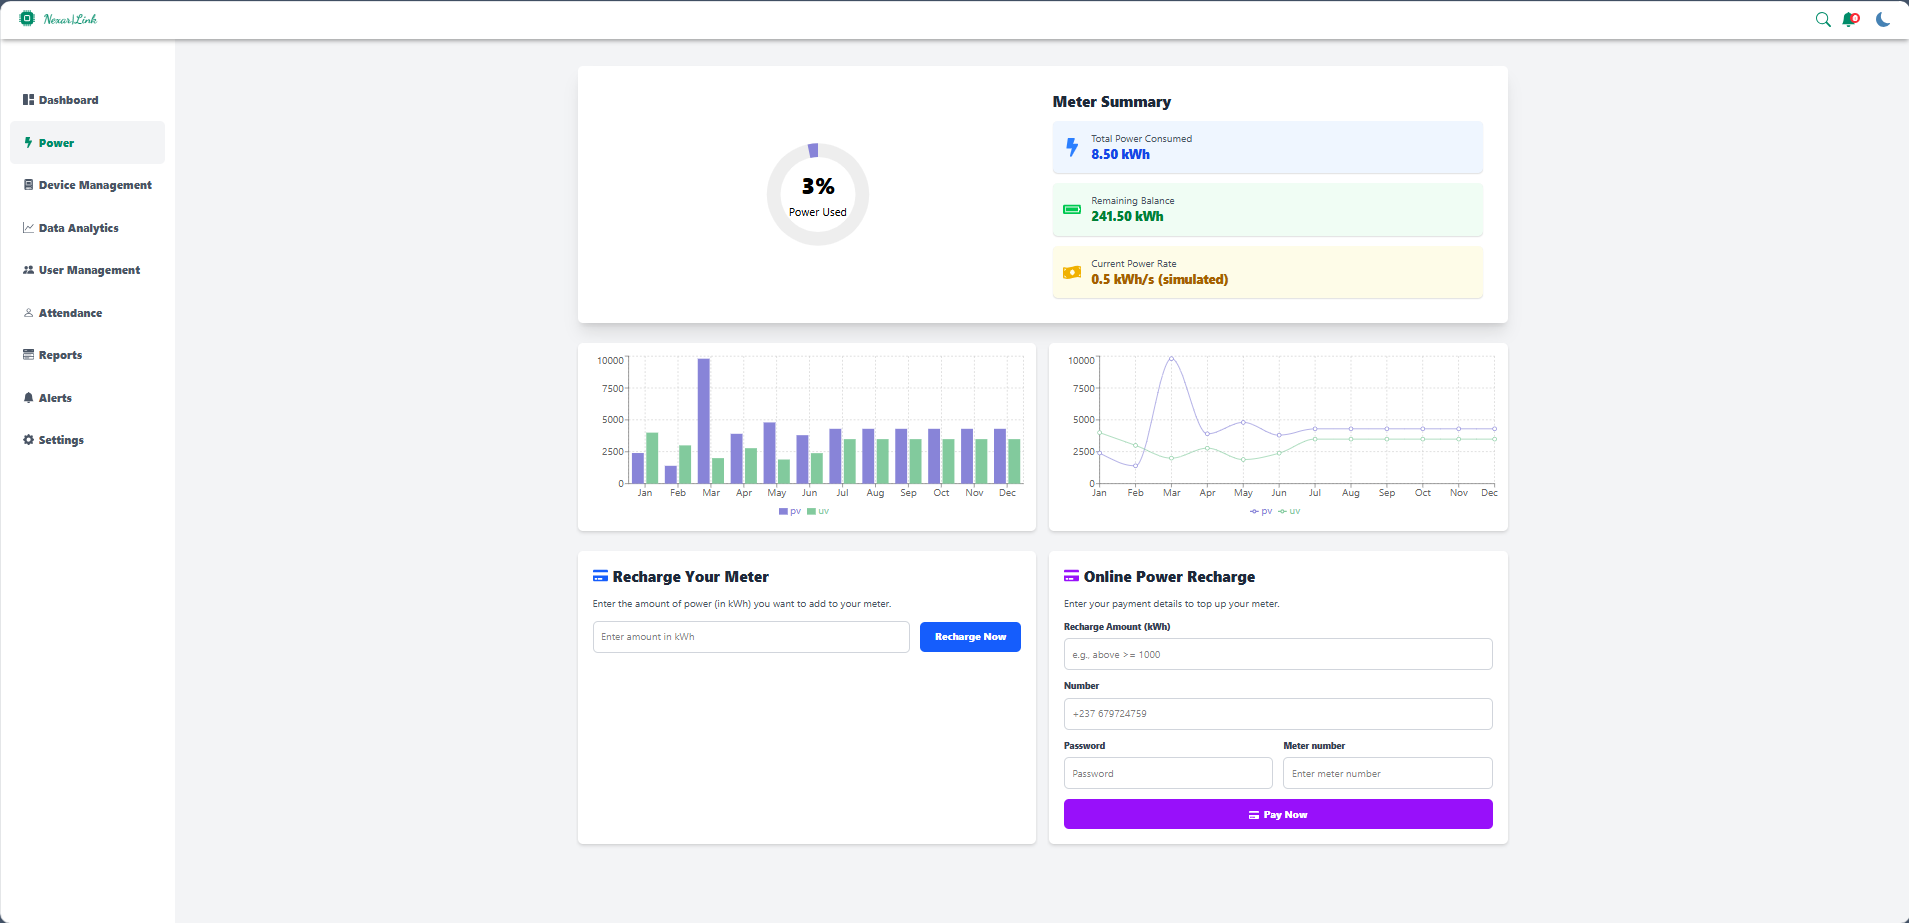 Nexar|Link
0
Dashboard
Power
Device Management
Data Analytics
User Management
Attendance
Reports
Alerts
Settings
3%
Power Used
Meter Summary
Total Power Consumed
8.50 kWh
Remaining Balance
241.50 kWh
Current Power Rate
0.5 kWh/s (simulated)
10000
7500
5000
2500
0
Jan Feb Mar Apr May Jun Jul Aug Sep Oct Nov Dec
pv uv
10000
7500
5000
2500
0
Jan Feb Mar Apr May Jun Jul Aug Sep Oct Nov Dec
pv uv
Recharge Your Meter
Enter the amount of power (in kWh) you want to add to your meter.
Enter amount in kWh
Recharge Now
Online Power Recharge
Enter your payment details to top up your meter.
Recharge Amount (kWh)
e.g., above >= 1000
Number
+237 679724759
Password Meter number
Password Enter meter number
Pay Now